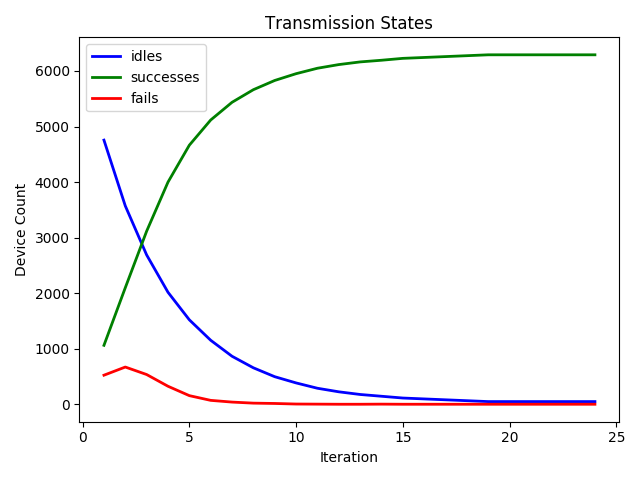 Transmission States
idles
successes
fails
Device Count
6000
5000
4000
3000
2000
1000
0
0 5 10 15 20 25
Iteration